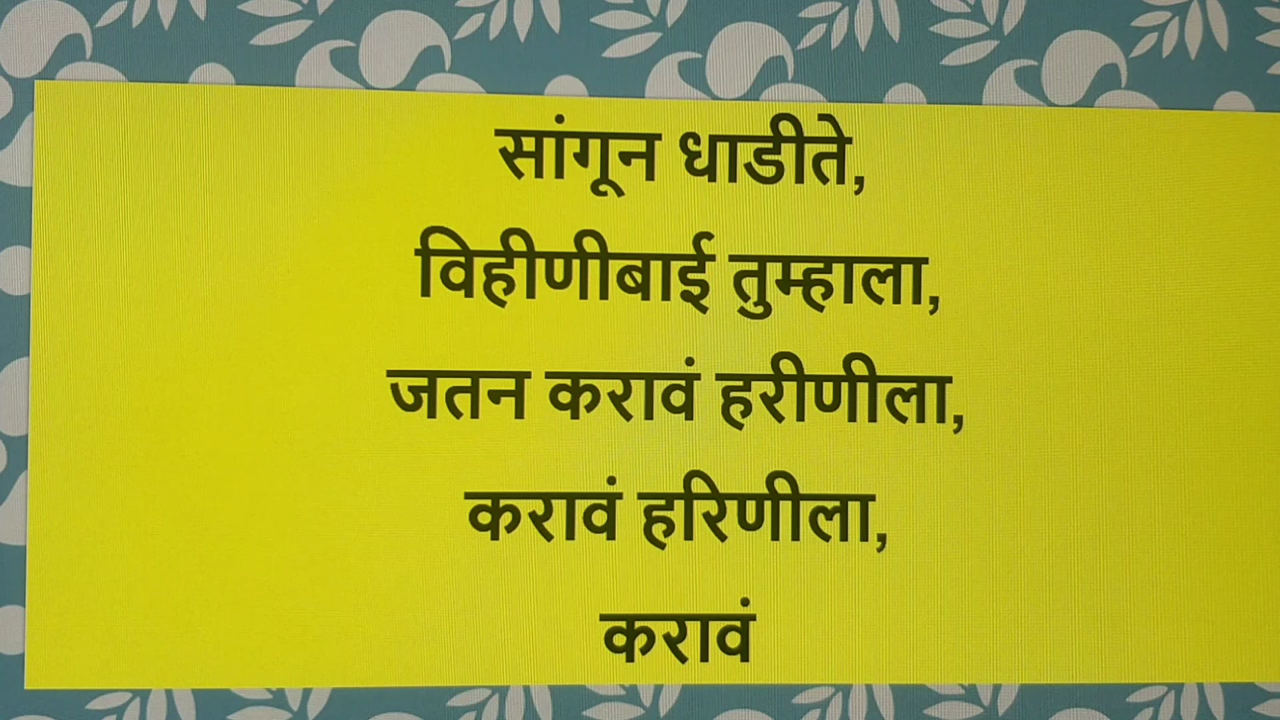 सांगून धाडीते,
विहीणीबाई तुम्हाला,
जतन करावं हरीणीला,
करावं हरिणीला,
करावं